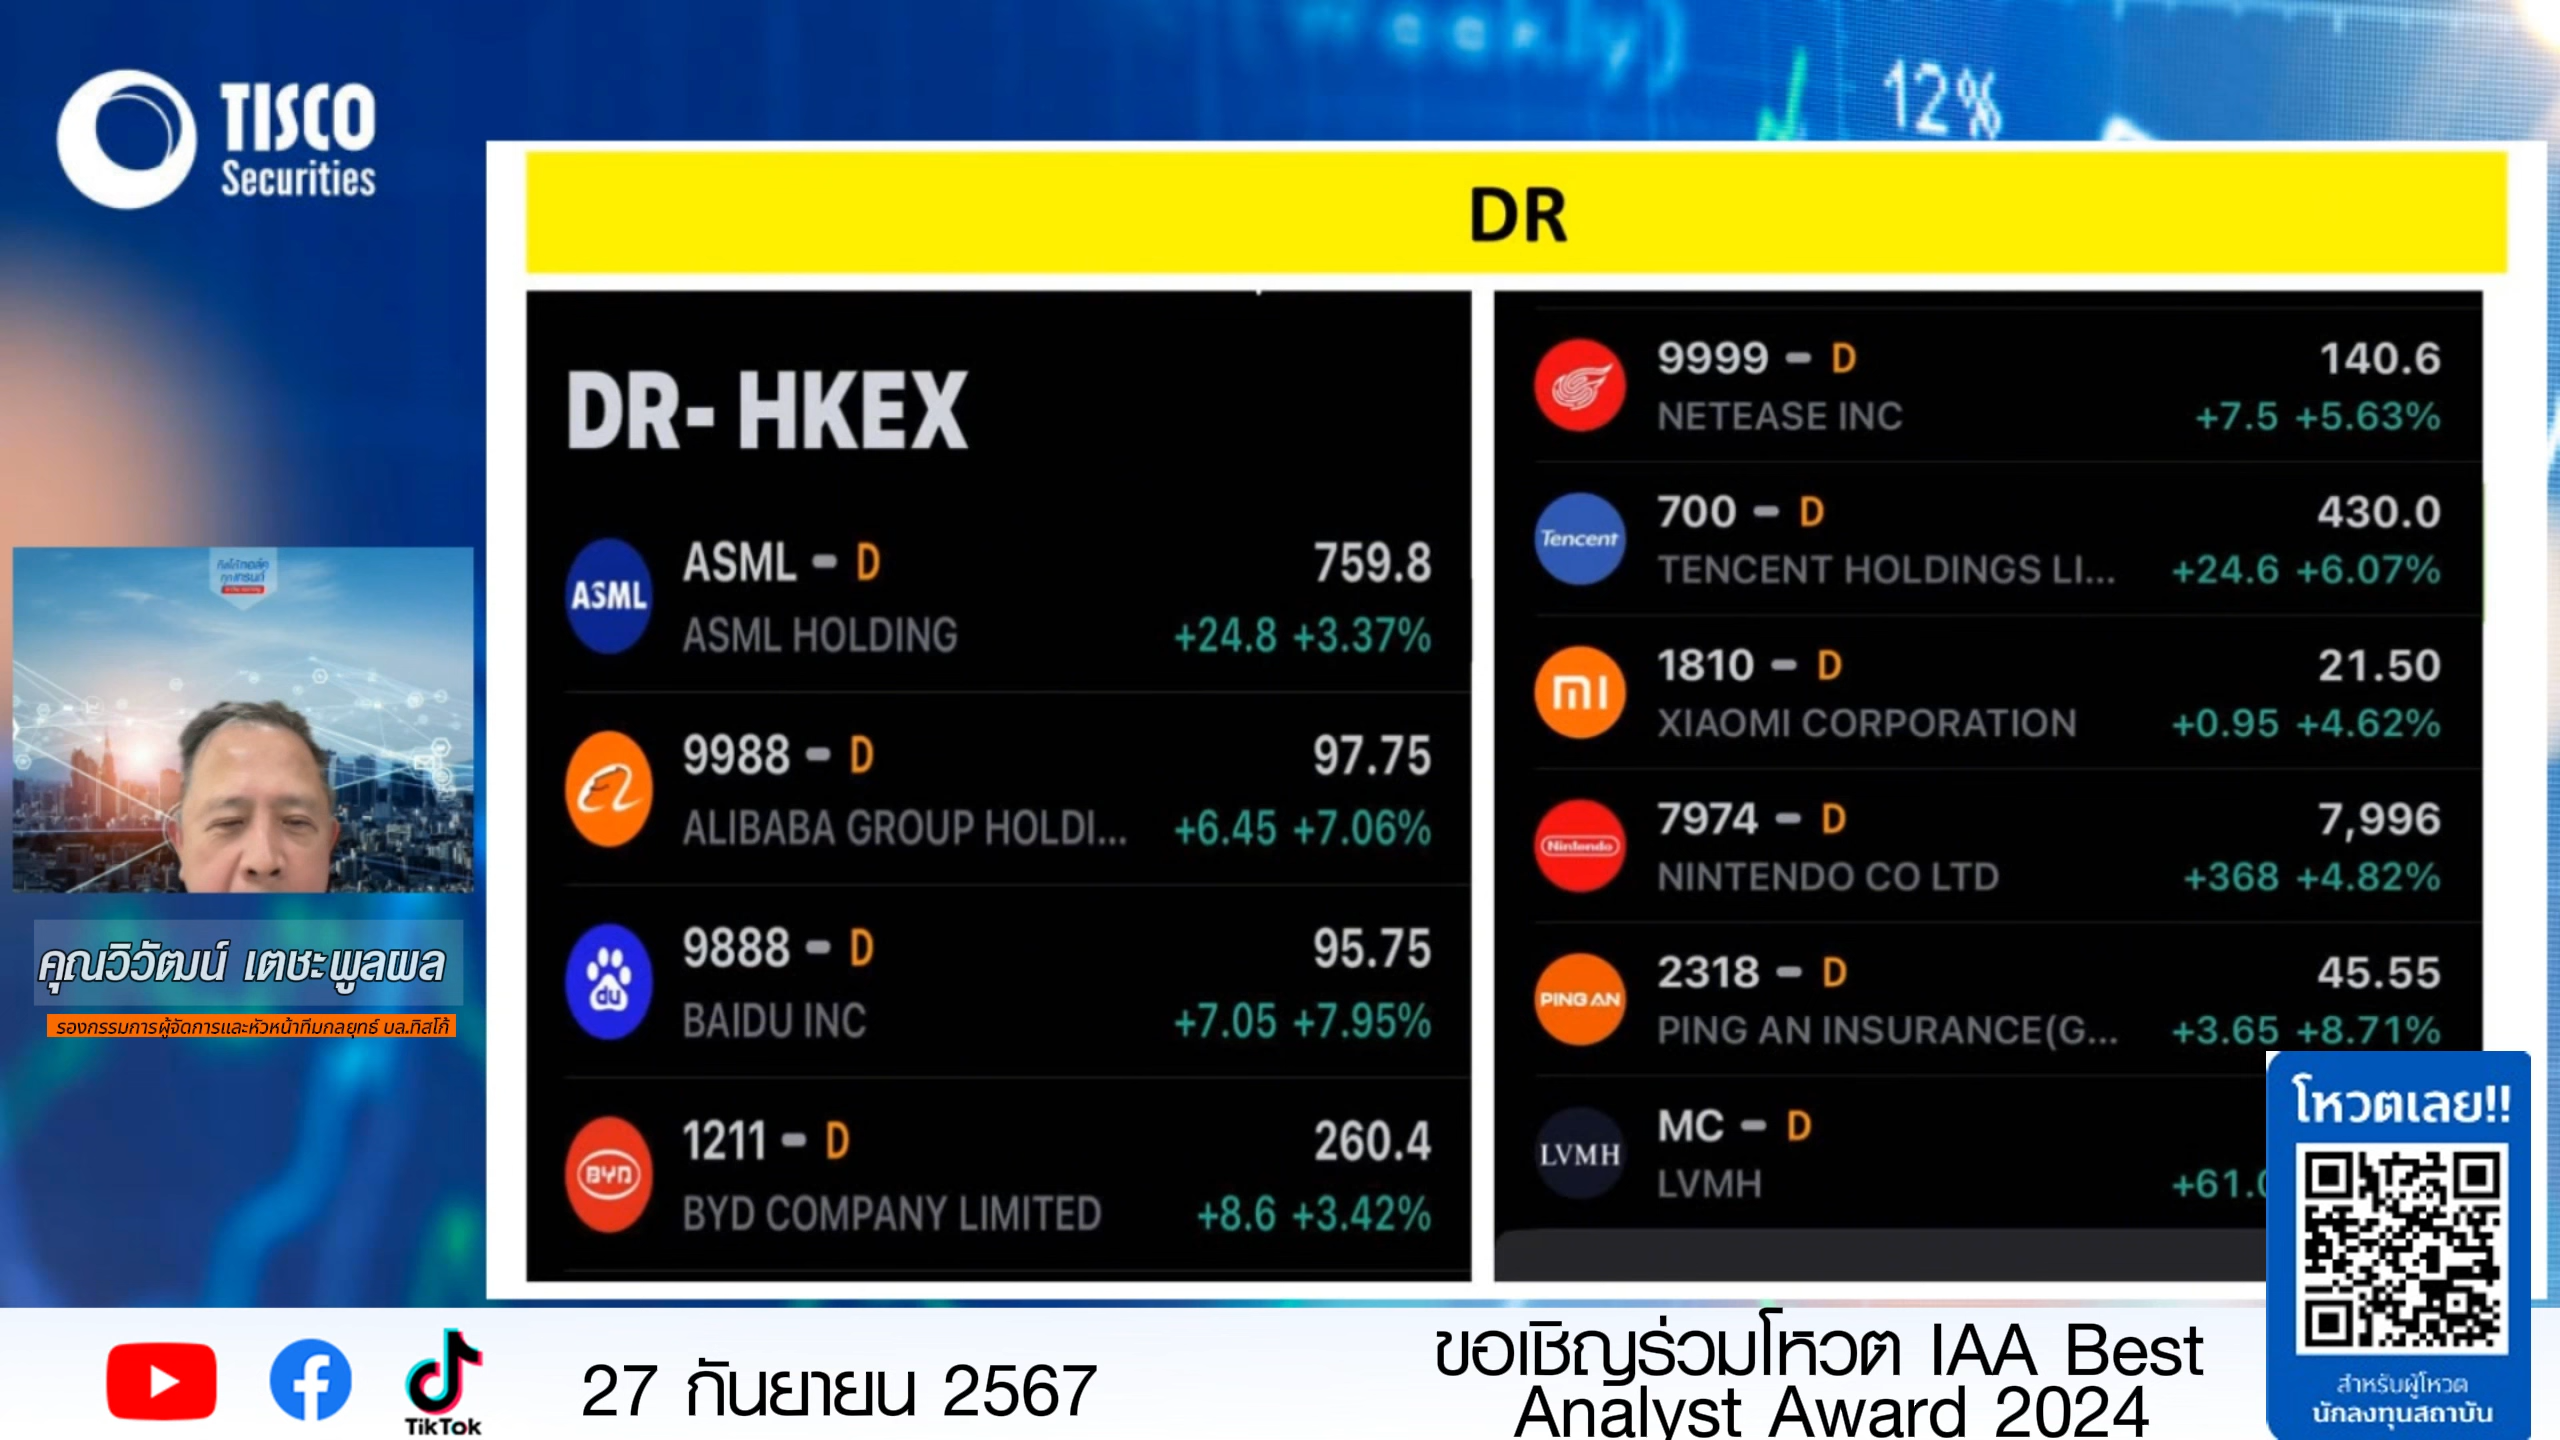 TISCO
Securities
12%
DR
DR- HKEX
ASML
ASML - D
759.8
ASML HOLDING
+24.8 +3.37%
9988 - D
97.75
ALIBABA GROUP HOLDI...
+6.45 +7.06%
du
9888 - D
95.75
BAIDU INC
+7.05 +7.95%
BYD
1211 - D
260.4
BYD COMPANY LIMITED
+8.6 +3.42%
9999 - D
140.6
NETEASE INC
+7.5 +5.63%
Tencent
700 - D
430.0
TENCENT HOLDINGS LI...
+24.6 +6.07%
1810 - D
21.50
XIAOMI CORPORATION
+0.95 +4.62%
Nintendo
7974 - D
7,996
NINTENDO CO LTD
+368 +4.82%
PING AN
2318 - D
45.55
PING AN INSURANCE(G...
+3.65 +8.71%
LVMH
MC - D
LVMH
คุณวิวัฒน์ เตชะพูลผล
รองกรรมการผู้จัดการและหัวหน้าทีมกลยุทธ์ บล.ทิสโก้
โหวตเลย!!
สำหรับผู้โหวต
นักลงทุนสถาบัน
TikTok
27 กันยายน 2567
ขอเชิญร่วมโหวต IAA Best
Analyst Award 2024